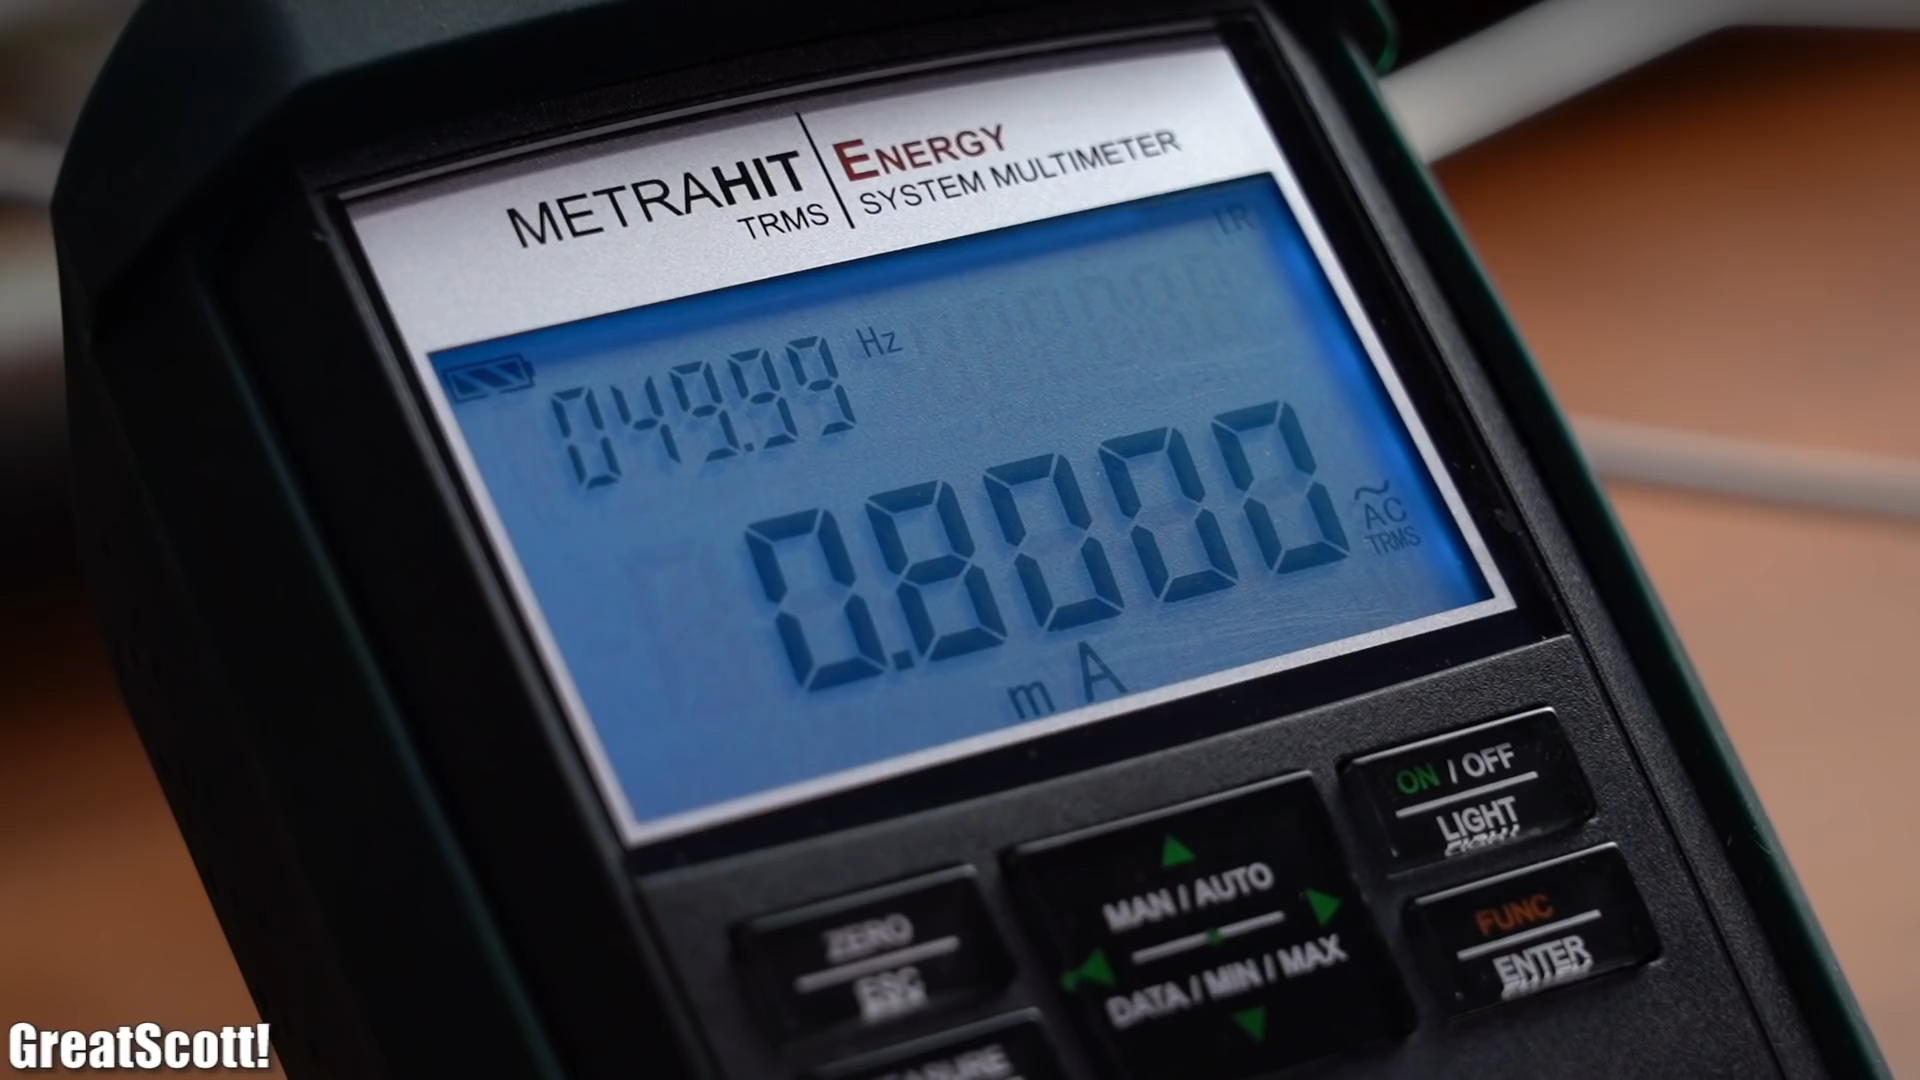 METRAHIT
TRMS
ENERGY
SYSTEM MULTIMETER
1R
049.99 Hz
0.8000
~
AC
TRMS
m A
ON / OFF
LIGHT
MAN / AUTO
DATA / MIN / MAX
FUNC
ENTER
ZERO
ESC
GreatScott!